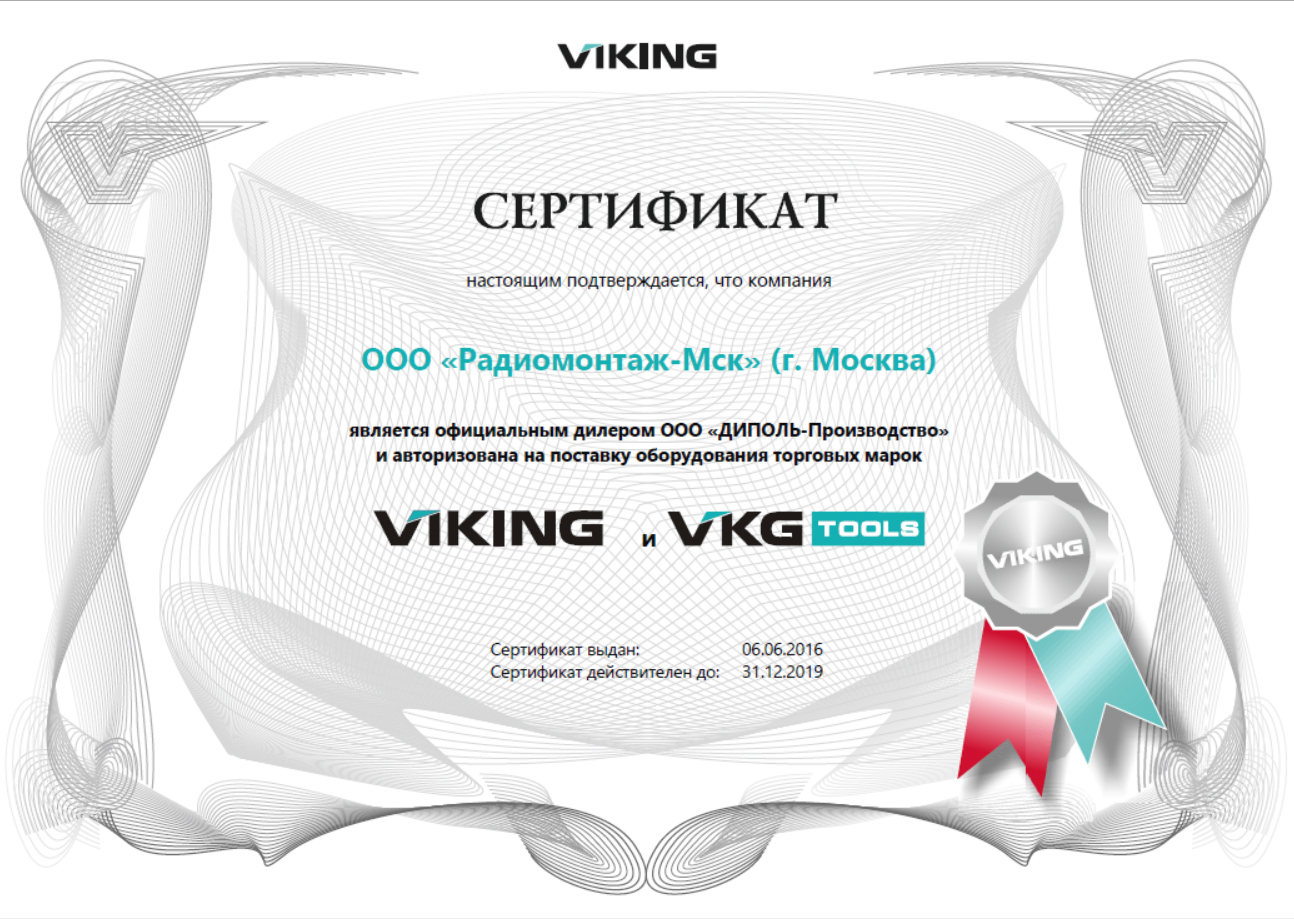 VIKING
СЕРТИФИКАТ
настоящим подтверждается, что компания
ООО «Радиомонтаж-Мск» (г. Москва)
является официальным дилером ООО «ДИПОЛЬ-Производство»
и авторизована на поставку оборудования торговых марок
VIKING и VKG TOOLS
VIKING
Сертификат выдан: 06.06.2016
Сертификат действителен до: 31.12.2019